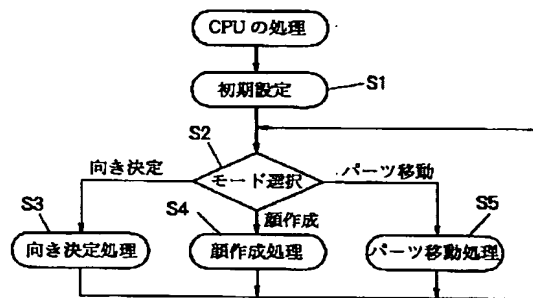 CPUの処理
初期設定
S1
S2
向き決定
モード選択
パーツ移動
S3
顔作成
S4
S5
向き決定処理
顔作成処理
パーツ移動処理